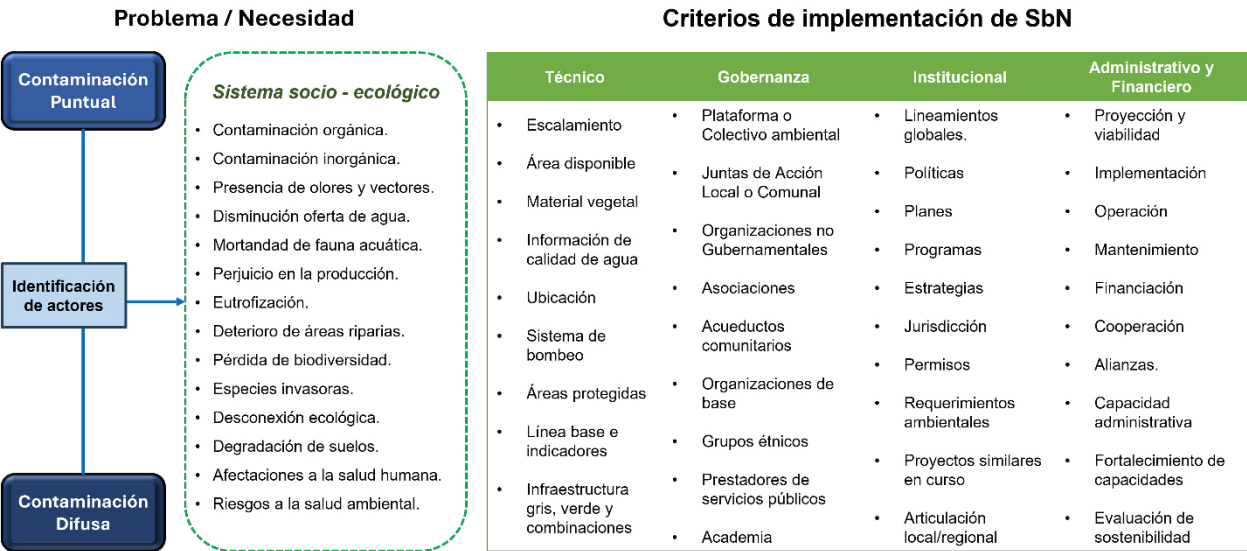 Problema / Necesidad
Contaminación
Puntual
Identificación
de actores
Contaminación
Difusa
Sistema socio - ecológico
• Contaminación orgánica.
• Contaminación inorgánica.
• Presencia de olores y vectores.
• Disminución oferta de agua.
• Mortandad de fauna acuática.
• Perjuicio en la producción.
• Eutrofización.
• Deterioro de áreas riparias.
• Pérdida de biodiversidad.
• Especies invasoras.
• Desconexión ecológica.
• Degradación de suelos.
• Afectaciones a la salud humana.
• Riesgos a la salud ambiental.
Criterios de implementación de SbN
Técnico
• Escalamiento
• Área disponible
• Material vegetal
• Información de
calidad de agua
• Ubicación
• Sistema de
bombeo
• Áreas protegidas
• Línea base e
indicadores
• Infraestructura
gris, verde y
combinaciones
Gobernanza
• Plataforma o
Colectivo ambiental
• Juntas de Acción
Local o Comunal
• Organizaciones no
Gubernamentales
• Asociaciones
• Acueductos
comunitarios
• Organizaciones de
base
• Grupos étnicos
• Prestadores de
servicios públicos
• Academia
Institucional
• Lineamientos
globales.
• Políticas
• Planes
• Programas
• Estrategias
• Jurisdicción
• Permisos
• Requerimientos
ambientales
• Proyectos similares
en curso
• Articulación
local/regional
Administrativo y
Financiero
• Proyección y
viabilidad
• Implementación
• Operación
• Mantenimiento
• Financiación
• Cooperación
• Alianzas.
• Capacidad
administrativa
• Fortalecimiento de
capacidades
• Evaluación de
sostenibilidad